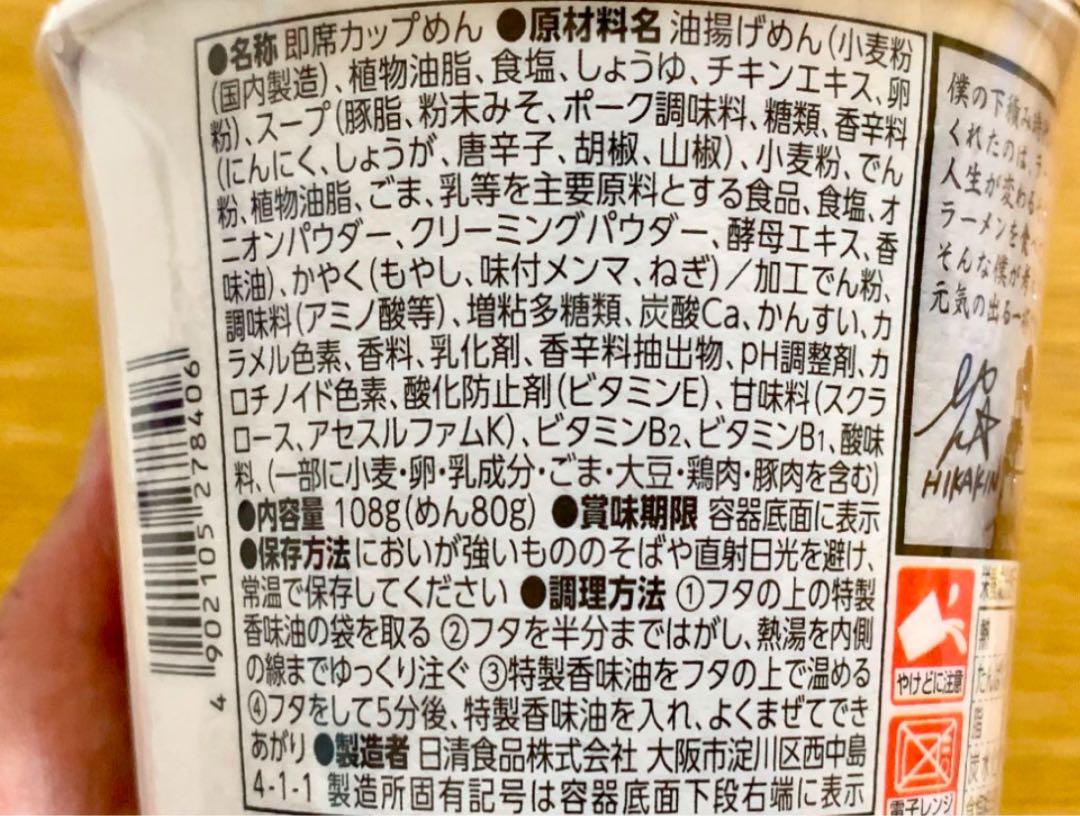 ●名称 即席カップめん ●原材料名 油揚げめん(小麦粉
(国内製造)、植物油脂、食塩、しょうゆ、チキンエキス、卵
粉)、スープ(豚脂、粉末みそ、ポーク調味料、糖類、香辛料
(にんにく、しょうが、唐辛子、胡椒、山椒)、小麦粉、でん
粉、植物油脂、ごま、乳等を主要原料とする食品、食塩、オ
ニオンパウダー、クリーミングパウダー、酵母エキス、香
味油)、かやく(もやし、味付メンマ、ねぎ)/加工でん粉、
調味料(アミノ酸等)、増粘多糖類、炭酸Ca、かんすい、カ
ラメル色素、香料、乳化剤、香辛料抽出物、pH調整剤、カ
ロチノイド色素、酸化防止剤(ビタミンE)、甘味料(スクラ
ロース、アセスルファムK)、ビタミンB2、ビタミンB1、酸味
料、(一部に小麦・卵・乳成分・ごま・大豆・鶏肉・豚肉を含む)
●内容量 108g(めん80g) ●賞味期限 容器底面に表示
●保存方法 においが強いもののそばや直射日光を避け、
常温で保存してください ●調理方法 ①フタの上の特製
香味油の袋を取る ②フタを半分まではがし、熱湯を内側
の線までゆっくり注ぐ ③特製香味油をフタの上で温める
④フタをして5分後、特製香味油を入れ、よくまぜてでき
あがり ●製造者 日清食品株式会社 大阪市淀川区西中島
4-1-1 製造所固有記号は容器底面下段右端に表示
4 902105 278406
僕の下積み時
くれたのは、ラー
人生が変わる
ラーメンを食べ
そんな僕が考
元気の出る一杯
HIKAKIN
やけどに注意
電子レンジ
熱
たんぱ
炭水